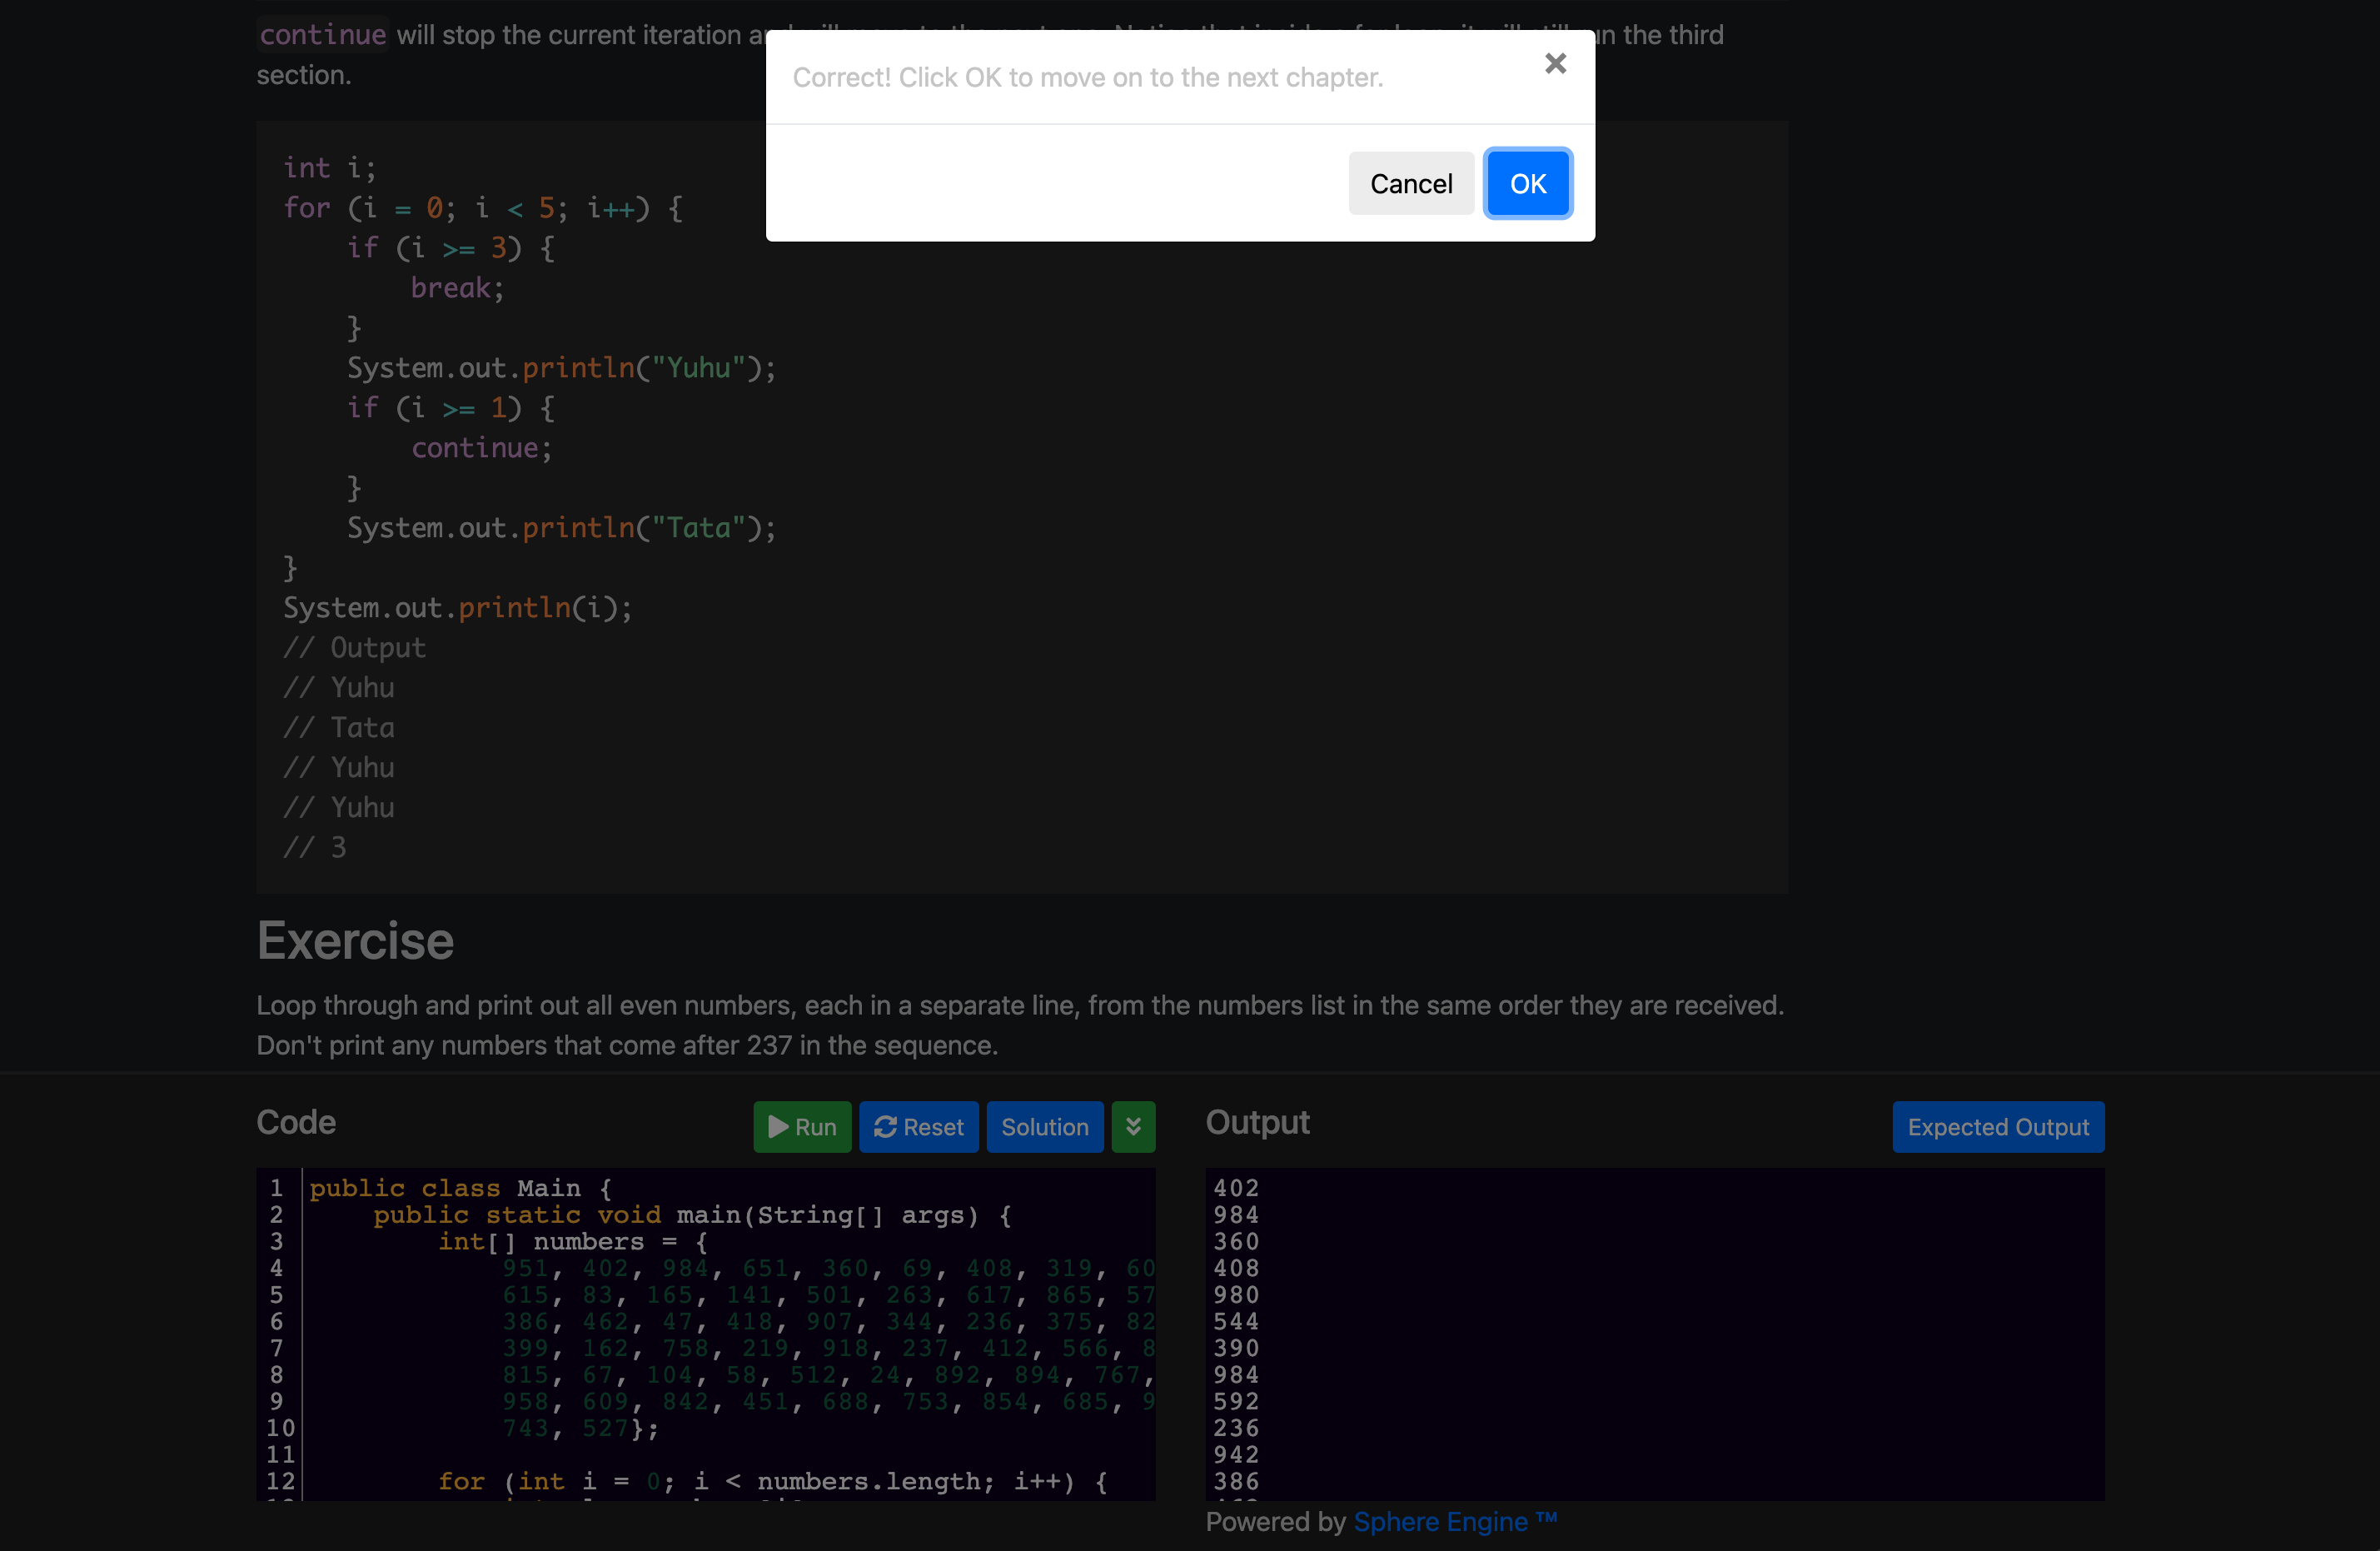 continue will stop the current iteration un the third
section.
Correct! Click OK to move on to the next chapter.
×
Cancel
OK
int i;
for (i = 0; i < 5; i++) {
    if (i >= 3) {
        break;
    }
    System.out.println("Yuhu");
    if (i >= 1) {
        continue;
    }
    System.out.println("Tata");
}
System.out.println(i);
// Output
// Yuhu
// Tata
// Yuhu
// Yuhu
// 3
Exercise
Loop through and print out all even numbers, each in a separate line, from the numbers list in the same order they are received.
Don't print any numbers that come after 237 in the sequence.
Code
Run
Reset
Solution
1 public class Main {
2     public static void main(String[] args) {
3         int[] numbers = {
4             951, 402, 984, 651, 360, 69, 408, 319, 60
5             615, 83, 165, 141, 501, 263, 617, 865, 57
6             386, 462, 47, 418, 907, 344, 236, 375, 82
7             399, 162, 758, 219, 918, 237, 412, 566, 8
8             815, 67, 104, 58, 512, 24, 892, 894, 767,
9             958, 609, 842, 451, 688, 753, 854, 685, 9
10             743, 527};
11
12         for (int i = 0; i < numbers.length; i++) {
Output
Expected Output
402
984
360
408
980
544
390
984
592
236
942
386
Powered by Sphere Engine ™